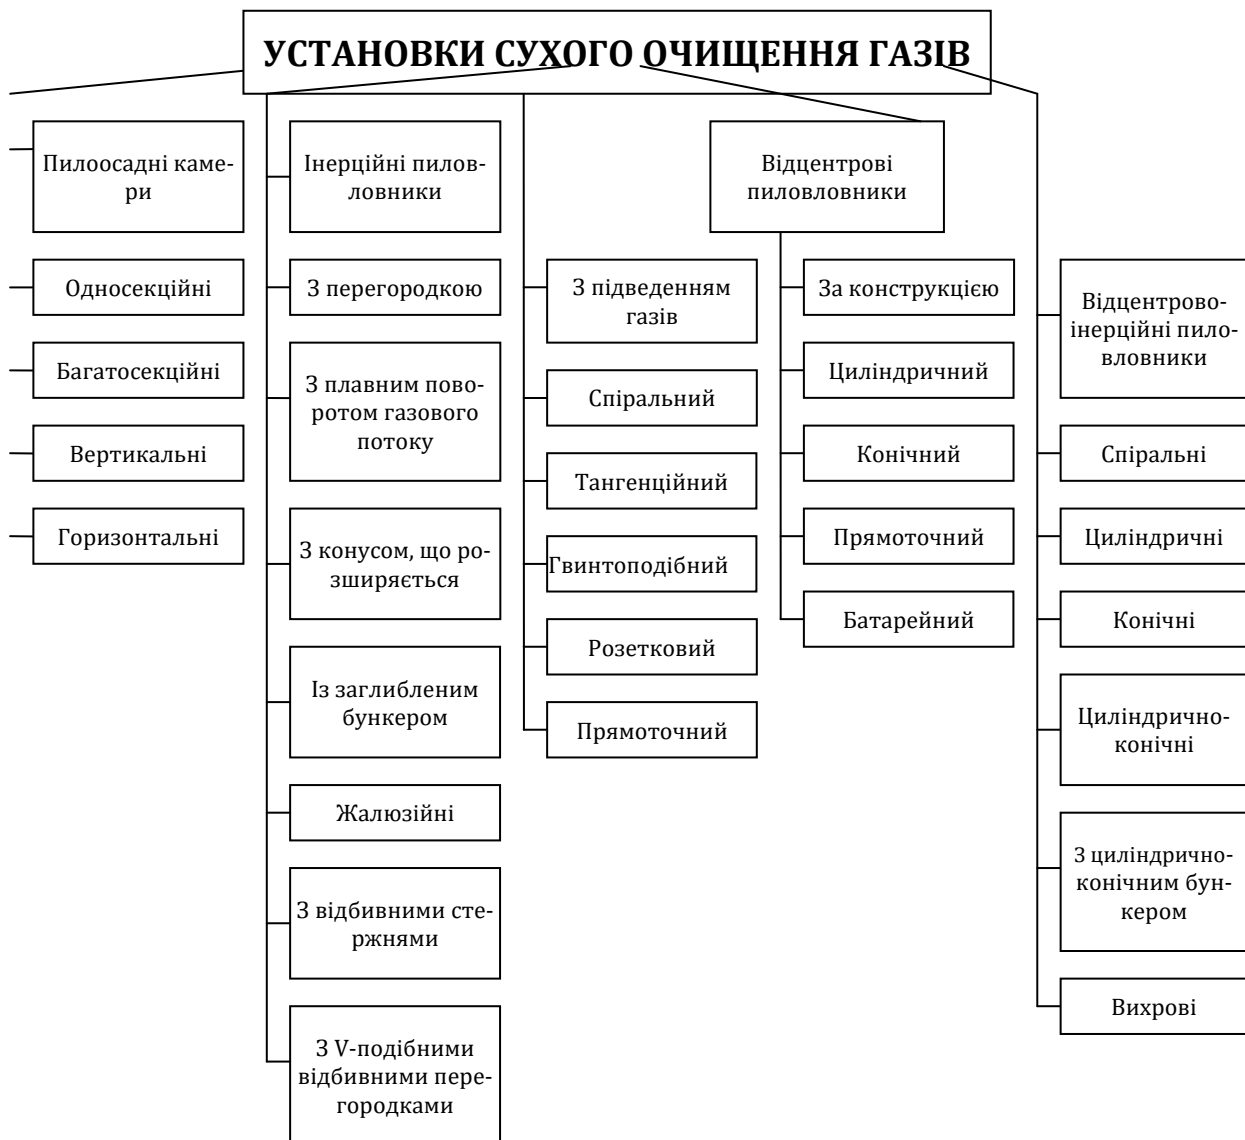 УСТАНОВКИ СУХОГО ОЧИЩЕННЯ ГАЗІВ
Пилоосадні каме-
ри
Односекційні
Багатосекційні
Вертикальні
Горизонтальні
Інерційні пилов-
ловники
З перегородкою
З плавним пово-
ротом газового
потоку
З конусом, що ро-
зширяється
Із заглибленим
бункером
Жалюзійні
З відбивними сте-
ржнями
З V-подібними
відбивними пере-
городками
Відцентрові
пиловловники
З підведенням
газів
Спіральний
Тангенційний
Гвинтоподібний
Розетковий
Прямоточний
За конструкцією
Циліндричний
Конічний
Прямоточний
Батарейний
Відцентрово-
інерційні пило-
вловники
Спіральні
Циліндричні
Конічні
Циліндрично-
конічні
З циліндрично-
конічним бун-
кером
Вихрові